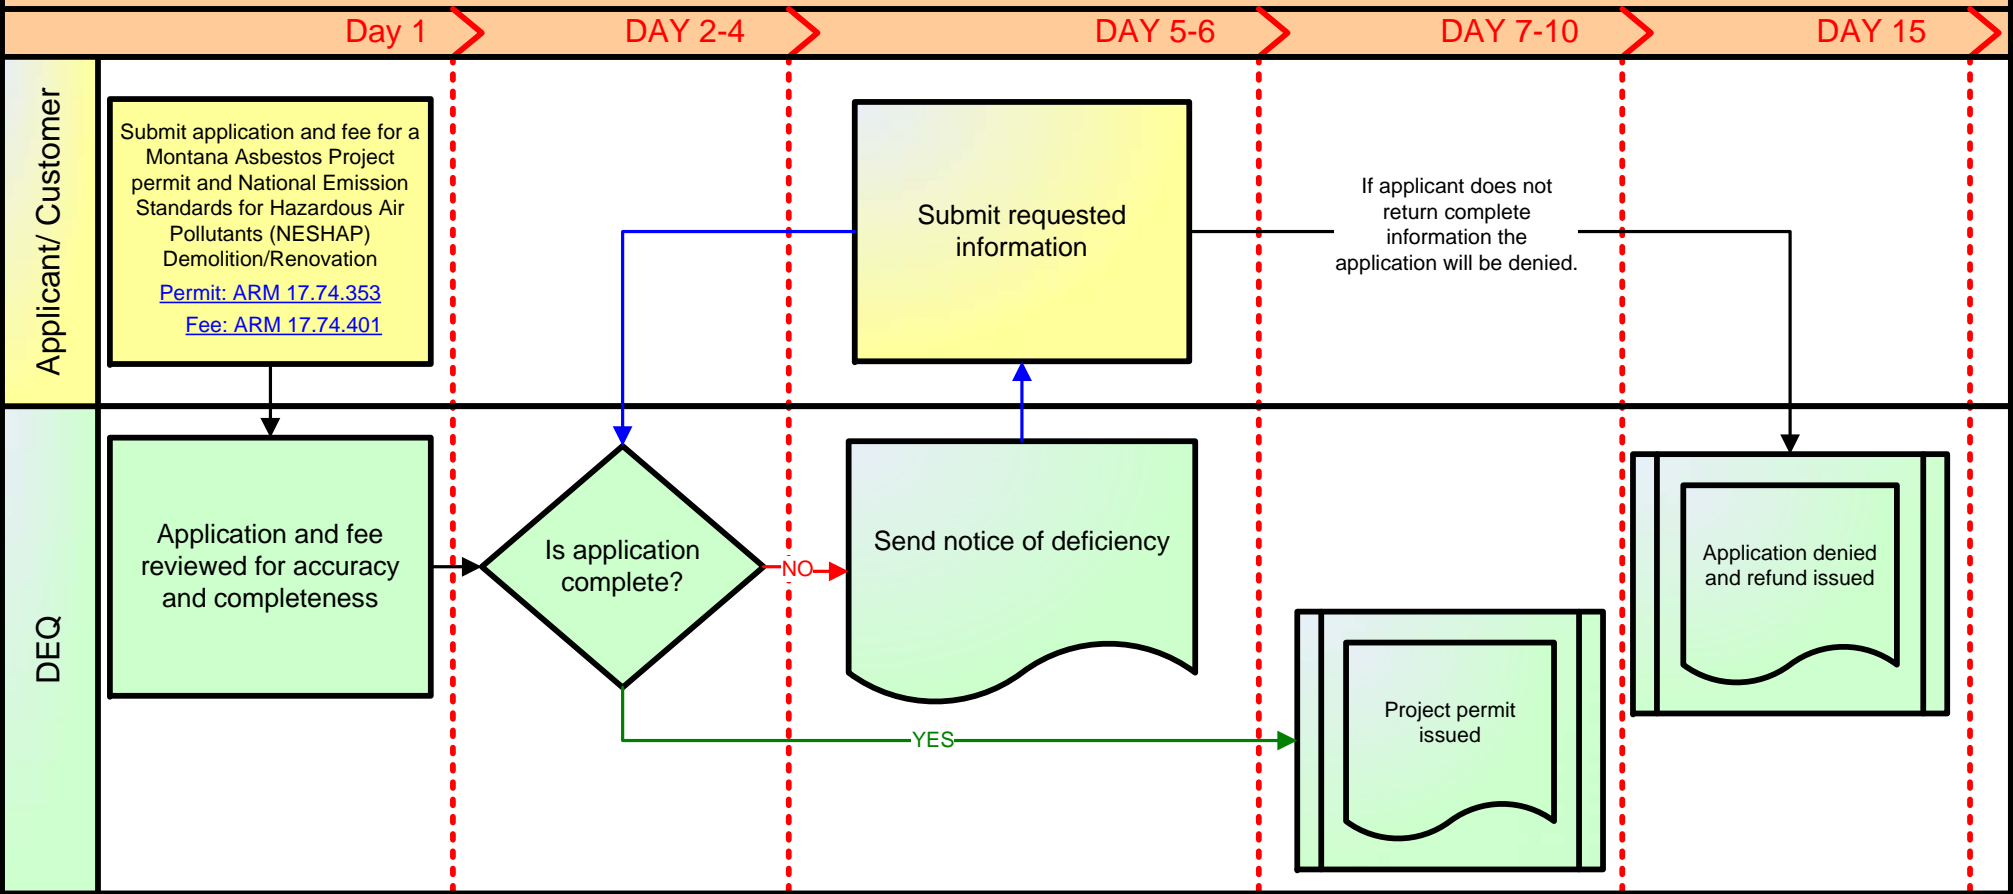 Day 1
DAY 2-4
DAY 5-6
DAY 7-10
DAY 15
Applicant/ Customer
Submit application and fee for a
Montana Asbestos Project
permit and National Emission
Standards for Hazardous Air
Pollutants (NESHAP)
Demolition/Renovation
Permit: ARM 17.74.353
Fee: ARM 17.74.401
Submit requested
information
If applicant does not
return complete
information the
application will be denied.
DEQ
Application and fee
reviewed for accuracy
and completeness
Is application
complete?
NO
Send notice of deficiency
YES
Project permit
issued
Application denied
and refund issued